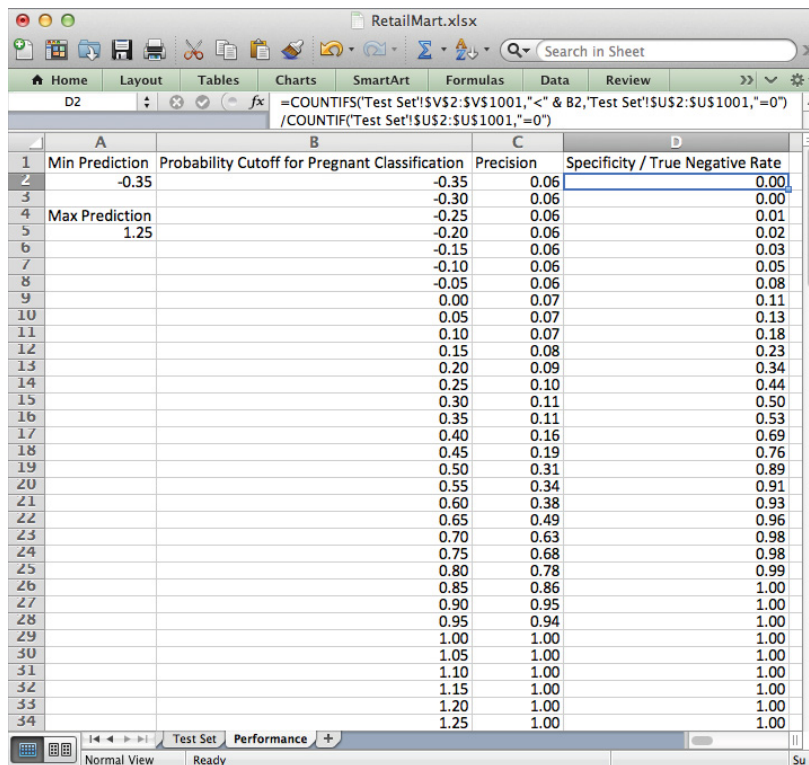 RetailMart.xlsx
Search in Sheet
Home Layout Tables Charts SmartArt Formulas Data Review
D2 fx =COUNTIFS('Test Set'!$V$2:$V$1001,"<" & B2,'Test Set'!$U$2:$U$1001,"=0")
/COUNTIF('Test Set'!$U$2:$U$1001,"=0")
A B C D
1 Min Prediction Probability Cutoff for Pregnant Classification Precision Specificity / True Negative Rate
2 -0.35 -0.35 0.06 0.00
3 -0.30 0.06 0.00
4 Max Prediction -0.25 0.06 0.01
5 1.25 -0.20 0.06 0.02
6 -0.15 0.06 0.03
7 -0.10 0.06 0.05
8 -0.05 0.06 0.08
9 0.00 0.07 0.11
10 0.05 0.07 0.13
11 0.10 0.07 0.18
12 0.15 0.08 0.23
13 0.20 0.09 0.34
14 0.25 0.10 0.44
15 0.30 0.11 0.50
16 0.35 0.11 0.53
17 0.40 0.16 0.69
18 0.45 0.19 0.76
19 0.50 0.31 0.89
20 0.55 0.34 0.91
21 0.60 0.38 0.93
22 0.65 0.49 0.96
23 0.70 0.63 0.98
24 0.75 0.68 0.98
25 0.80 0.78 0.99
26 0.85 0.86 1.00
27 0.90 0.95 1.00
28 0.95 0.94 1.00
29 1.00 1.00 1.00
30 1.05 1.00 1.00
31 1.10 1.00 1.00
32 1.15 1.00 1.00
33 1.20 1.00 1.00
34 1.25 1.00 1.00
Test Set Performance +
Normal View Ready Su